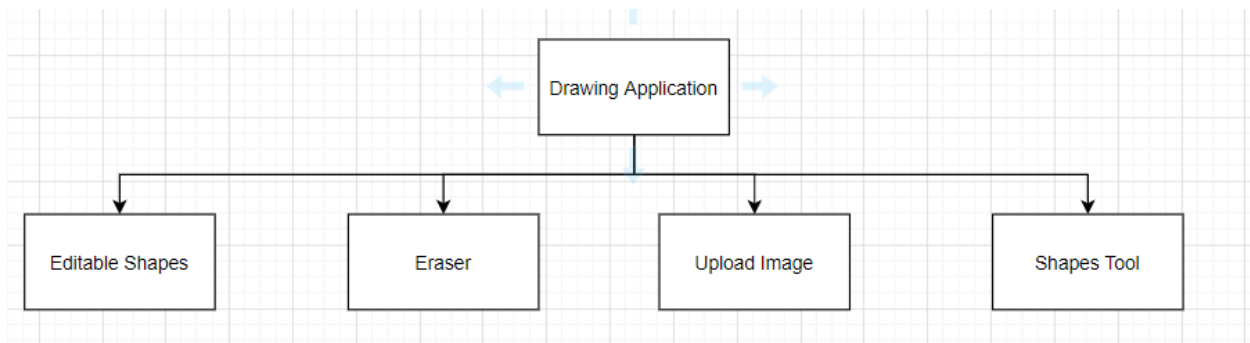 Drawing Application
Editable Shapes
Eraser
Upload Image
Shapes Tool